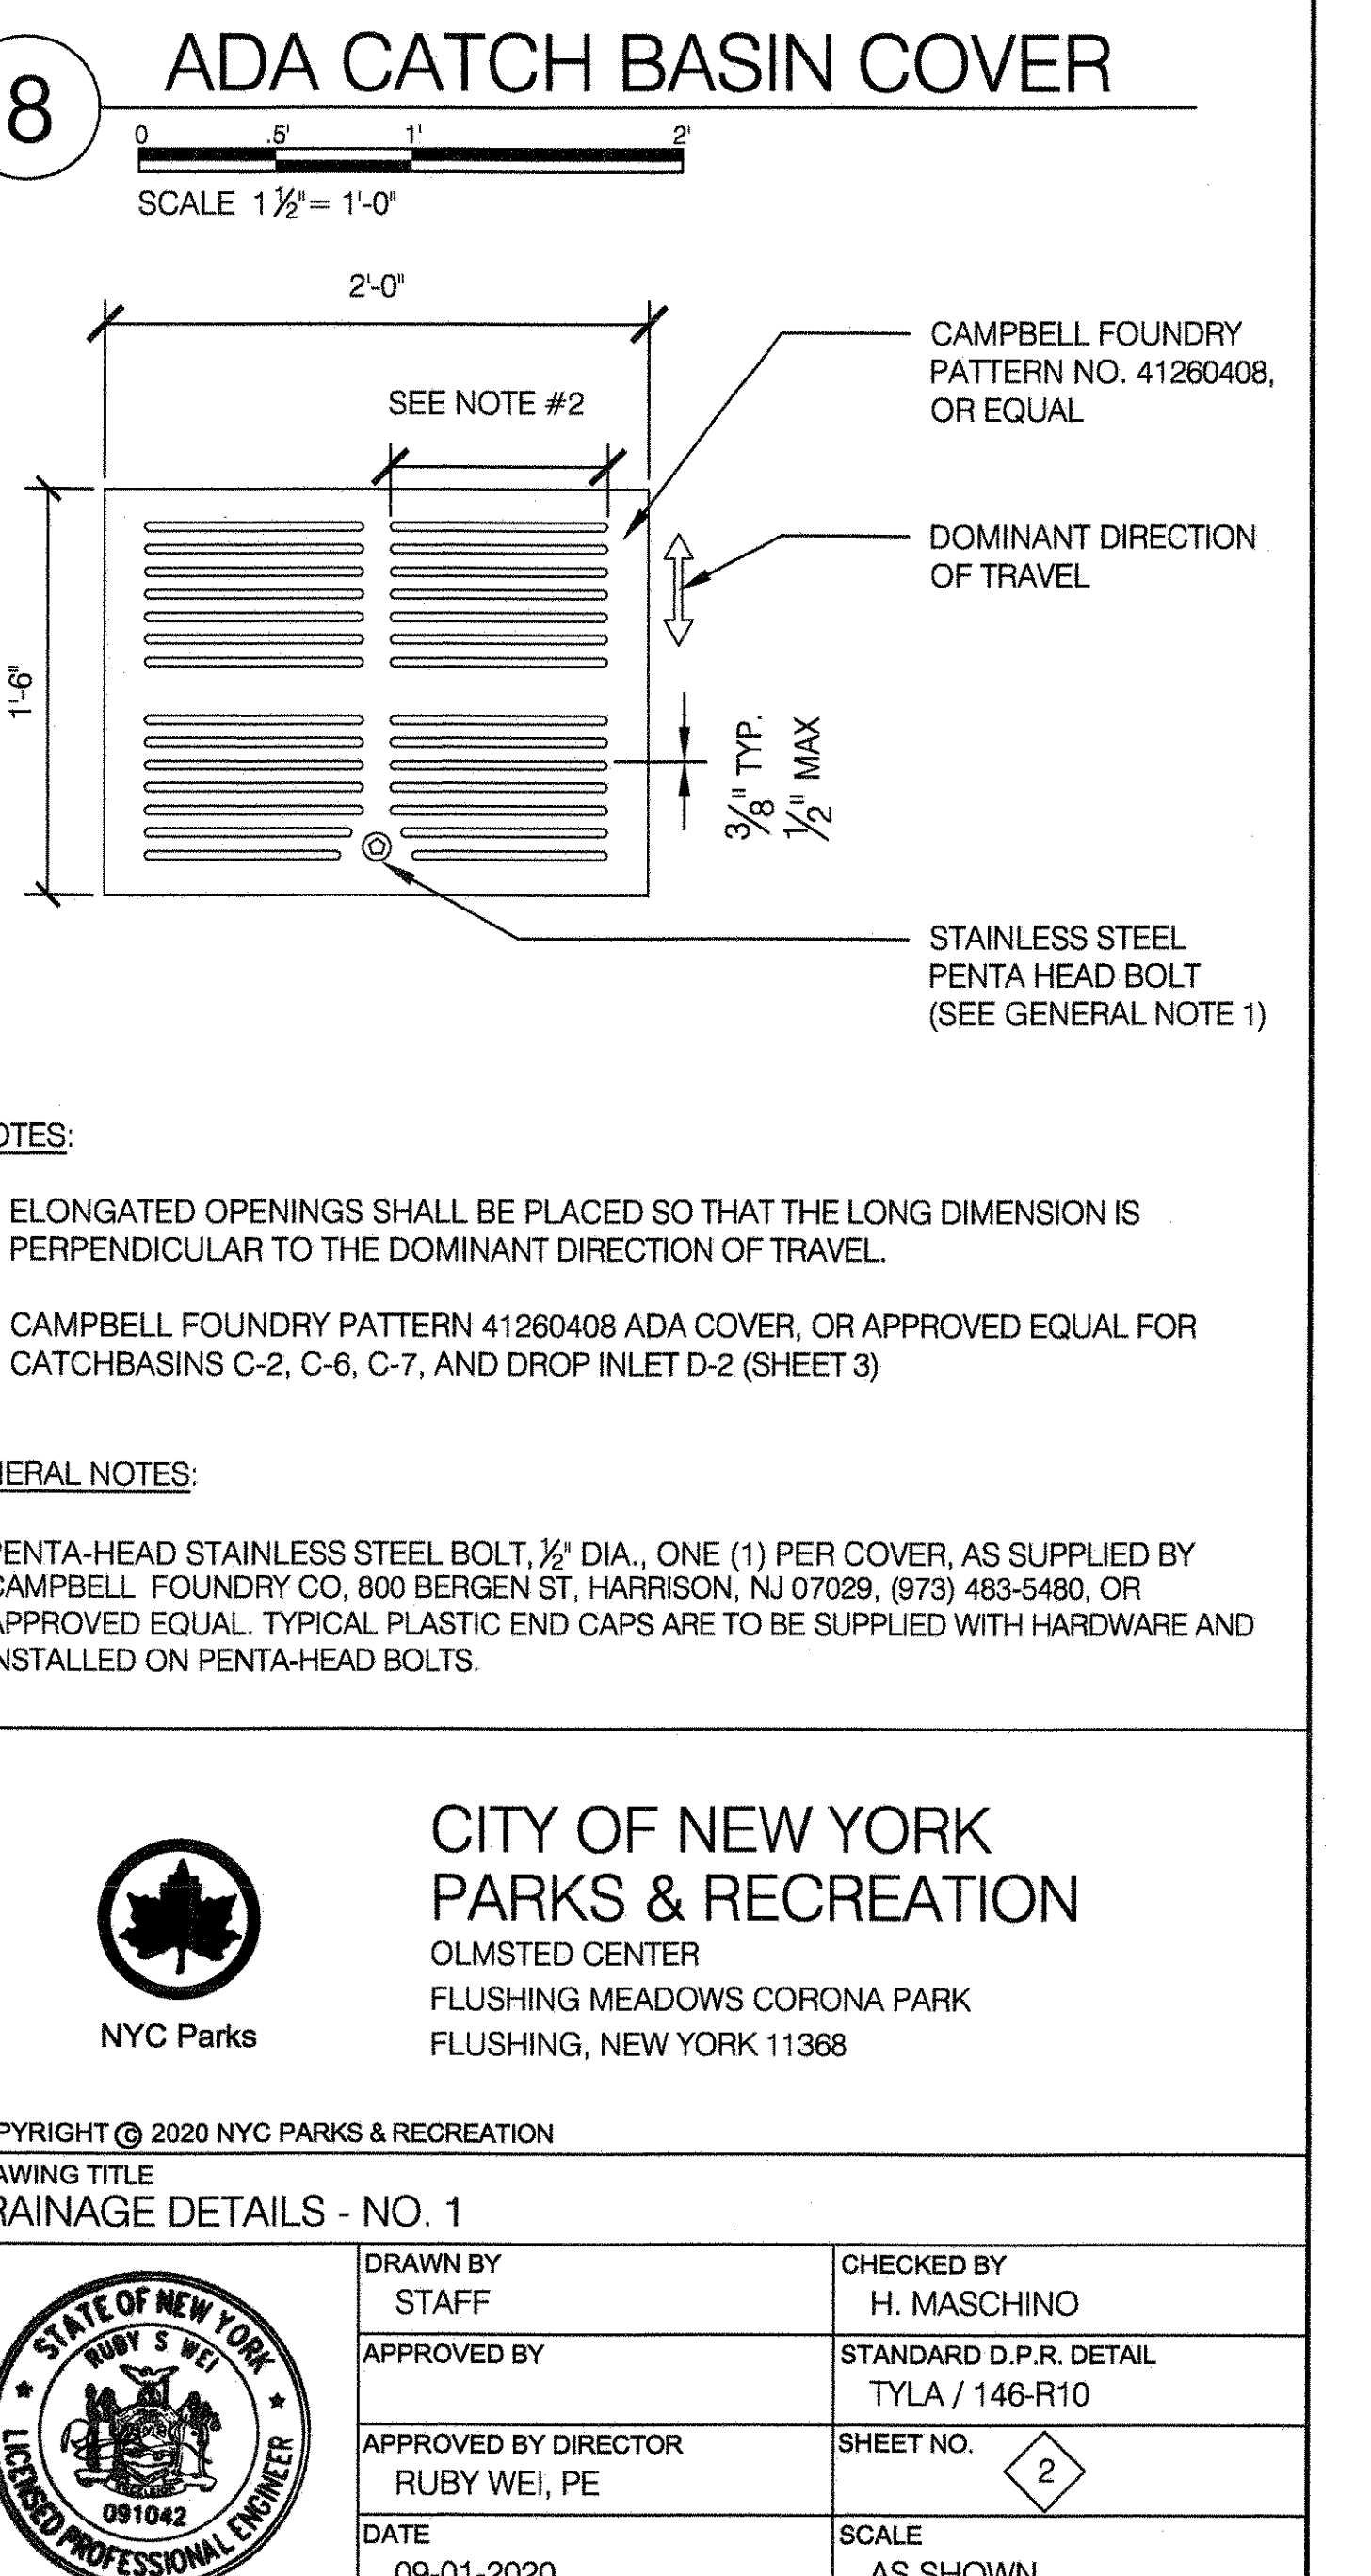 8
ADA CATCH BASIN COVER
0 .5' 1' 2'
SCALE 1 ½" = 1'-0"
2'-0"
SEE NOTE #2
CAMPBELL FOUNDRY
PATTERN NO. 41260408,
OR EQUAL
DOMINANT DIRECTION
OF TRAVEL
1'-6"
3/8" TYP.
1/2" MAX
STAINLESS STEEL
PENTA HEAD BOLT
(SEE GENERAL NOTE 1)
OTES:
ELONGATED OPENINGS SHALL BE PLACED SO THAT THE LONG DIMENSION IS
PERPENDICULAR TO THE DOMINANT DIRECTION OF TRAVEL.
CAMPBELL FOUNDRY PATTERN 41260408 ADA COVER, OR APPROVED EQUAL FOR
CATCHBASINS C-2, C-6, C-7, AND DROP INLET D-2 (SHEET 3)
NERAL NOTES:
PENTA-HEAD STAINLESS STEEL BOLT, ½" DIA., ONE (1) PER COVER, AS SUPPLIED BY
CAMPBELL FOUNDRY CO, 800 BERGEN ST, HARRISON, NJ 07029, (973) 483-5480, OR
APPROVED EQUAL. TYPICAL PLASTIC END CAPS ARE TO BE SUPPLIED WITH HARDWARE AND
INSTALLED ON PENTA-HEAD BOLTS.
CITY OF NEW YORK
PARKS & RECREATION
OLMSTED CENTER
FLUSHING MEADOWS CORONA PARK
FLUSHING, NEW YORK 11368
NYC Parks
PYRIGHT © 2020 NYC PARKS & RECREATION
AWING TITLE
RAINAGE DETAILS - NO. 1
STATE OF NEW YORK
RUBY S WEI
EXCELSIOR
091042
LICENSED PROFESSIONAL ENGINEER
DRAWN BY
STAFF
CHECKED BY
H. MASCHINO
APPROVED BY
STANDARD D.P.R. DETAIL
TYLA / 146-R10
APPROVED BY DIRECTOR
RUBY WEI, PE
SHEET NO.
2
DATE
09-01-2020
SCALE
AS SHOWN